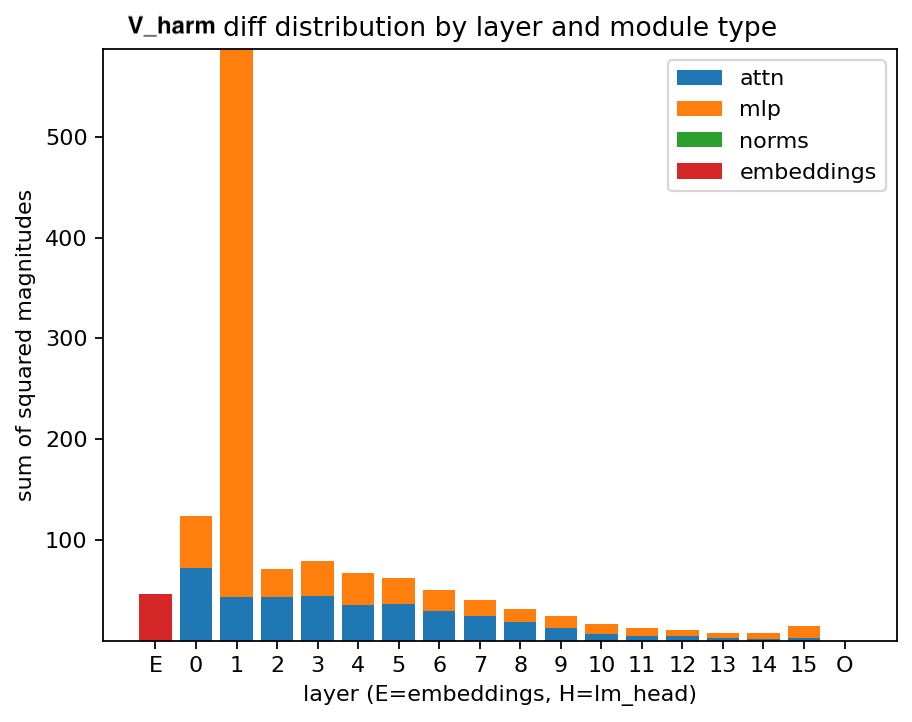 V_harm diff distribution by layer and module type
attn
mlp
norms
embeddings
sum of squared magnitudes
500
400
300
200
100
E 0 1 2 3 4 5 6 7 8 9 10 11 12 13 14 15 O
layer (E=embeddings, H=lm_head)